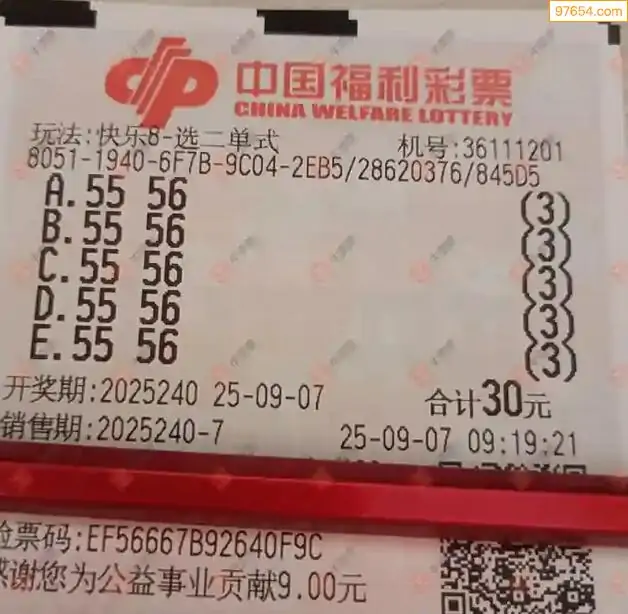 97654.com
中国福利彩票
CHINA WELFARE LOTTERY
玩法:快乐8-选二单式 机号:36111201
8051-1940-6F7B-9C04-2EB5/28620376/845D5
A.55 56 (3)
B.55 56 (3)
C.55 56 (3)
D.55 56 (3)
E.55 56 (3)
开奖期:2025240 25-09-07 合计30元
销售期:2025240-7 25-09-07 09:19:21
验票码:EF56667B92640F9C
感谢您为公益事业贡献9.00元